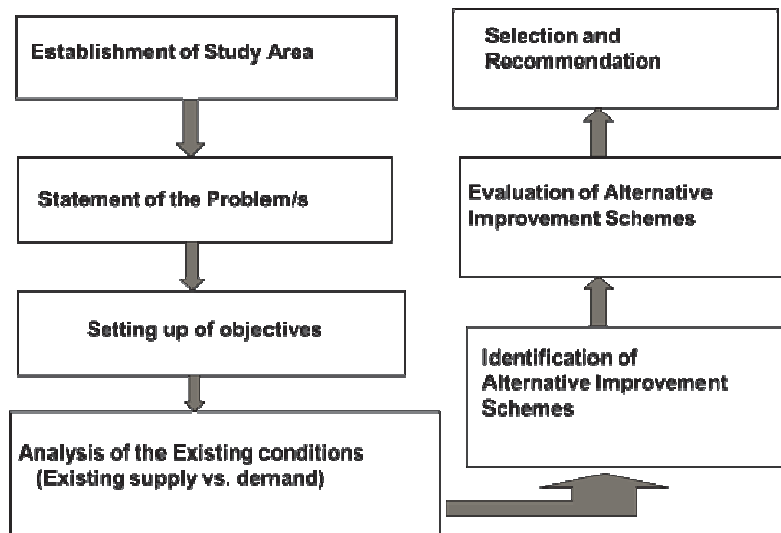 Establishment of Study Area
Statement of the Problem/s
Setting up of objectives
Analysis of the Existing conditions
(Existing supply vs. demand)
Identification of
Alternative Improvement
Schemes
Evaluation of Alternative
Improvement Schemes
Selection and
Recommendation